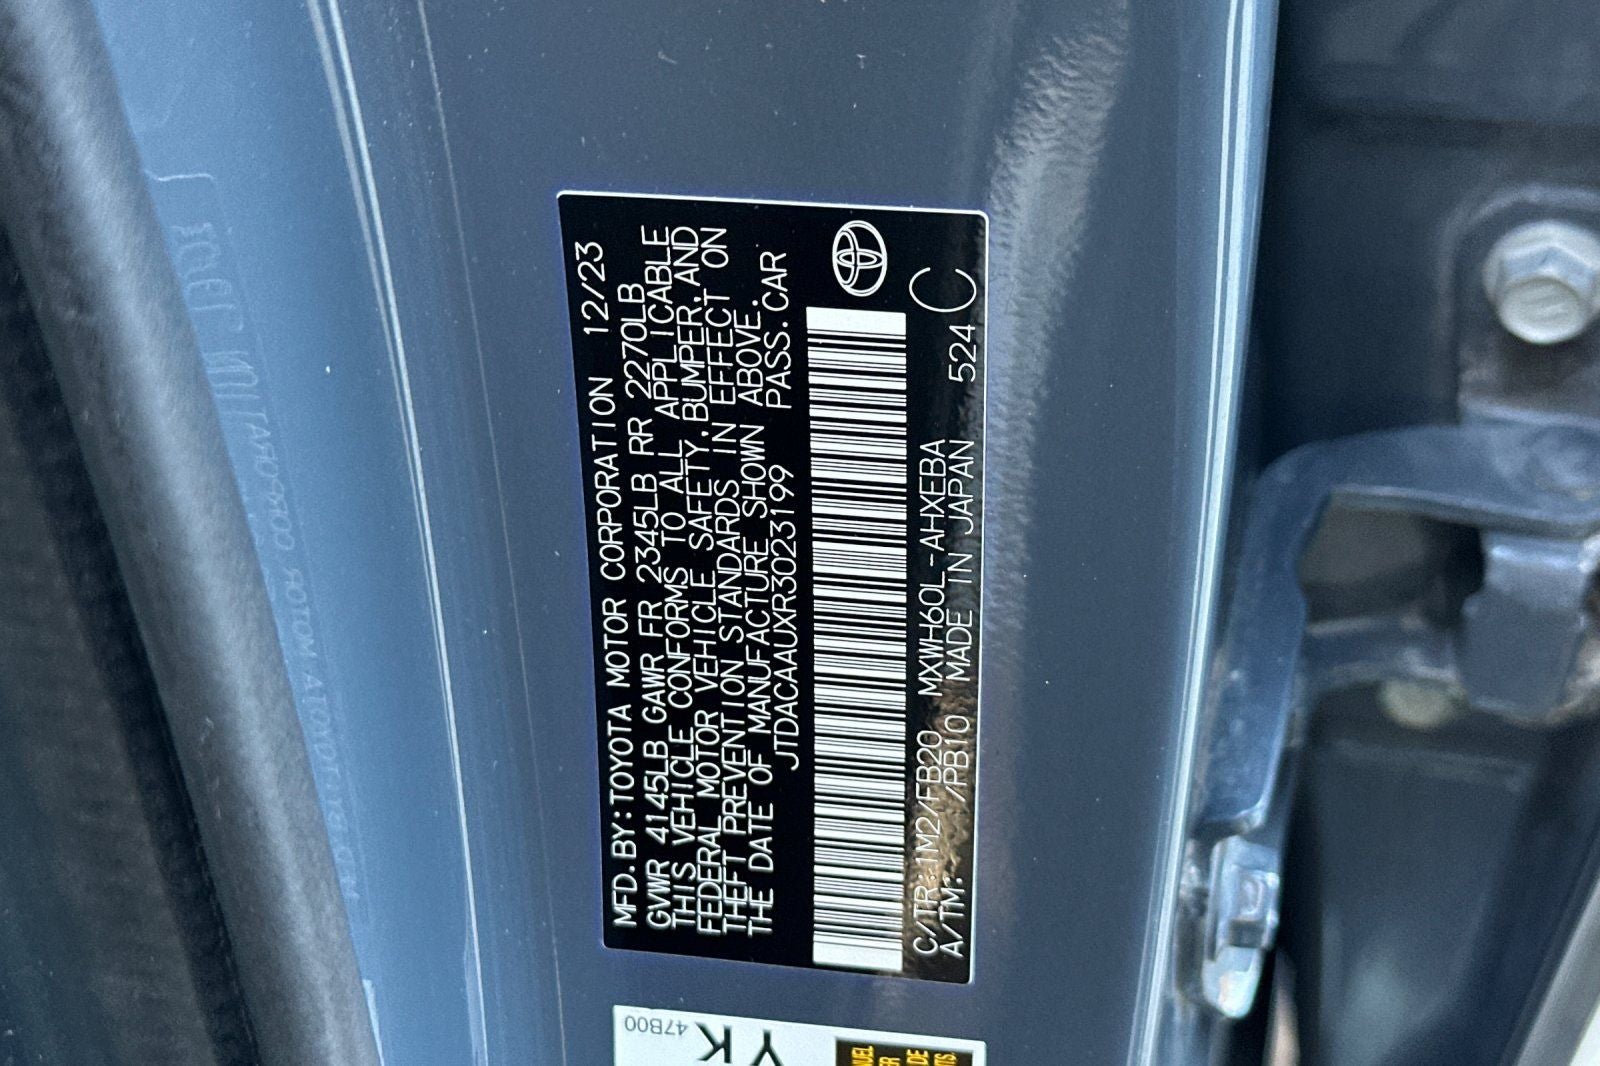 MFD.BY:TOYOTA MOTOR CORPORATION 12/23
GVWR 4145LB GAWR FR 2345LB RR 2270LB
THIS VEHICLE CONFORMS TO ALL APPLICABLE
FEDERAL MOTOR VEHICLE SAFETY,BUMPER,AND
THEFT PREVENTION STANDARDS IN EFFECT ON
THE DATE OF MANUFACTURE SHOWN ABOVE.
JTDACAAUXR3023199 PASS.CAR
C/TR:1M2/FB20 MXWH60L-AHXEBA
A/TM: /PB10 MADE IN JAPAN 524 C
47B00
YK